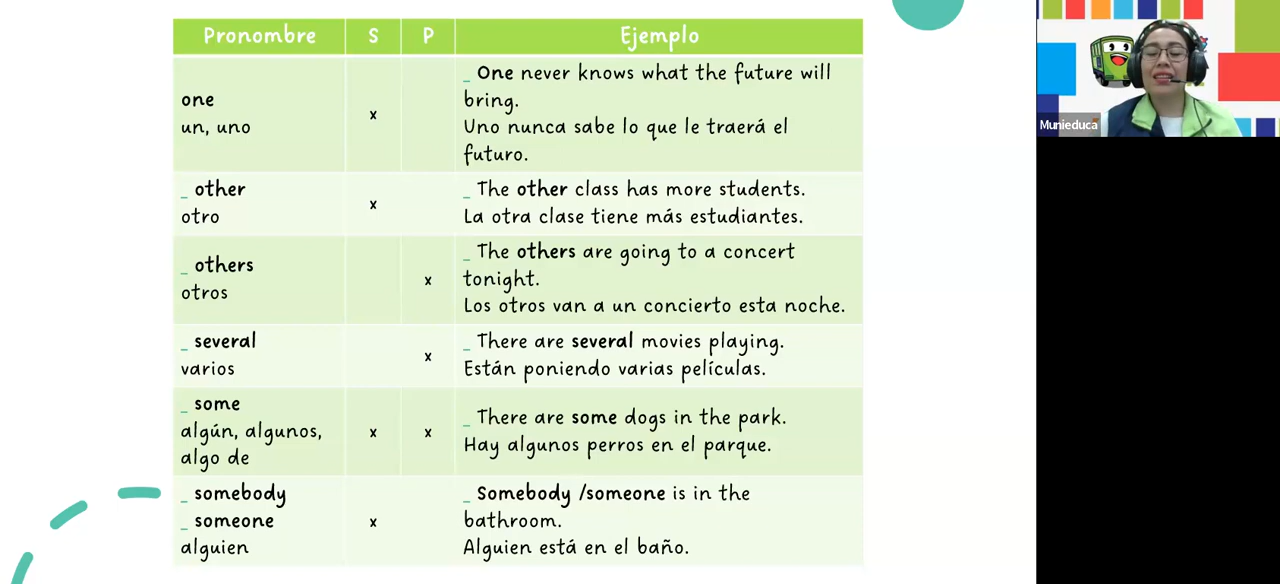 Pronombre S P Ejemplo
one
un, uno
x
_ One never knows what the future will
bring.
Uno nunca sabe lo que le traerá el
futuro.
_ other
otro
x
_ The other class has more students.
La otra clase tiene más estudiantes.
_ others
otros
x
_ The others are going to a concert
tonight.
Los otros van a un concierto esta noche.
_ several
varios
x
_ There are several movies playing.
Están poniendo varias películas.
_ some
algún, algunos,
algo de
x x
_ There are some dogs in the park.
Hay algunos perros en el parque.
_ somebody
_ someone
alguien
x
_ Somebody /someone is in the
bathroom.
Alguien está en el baño.
Munieduca